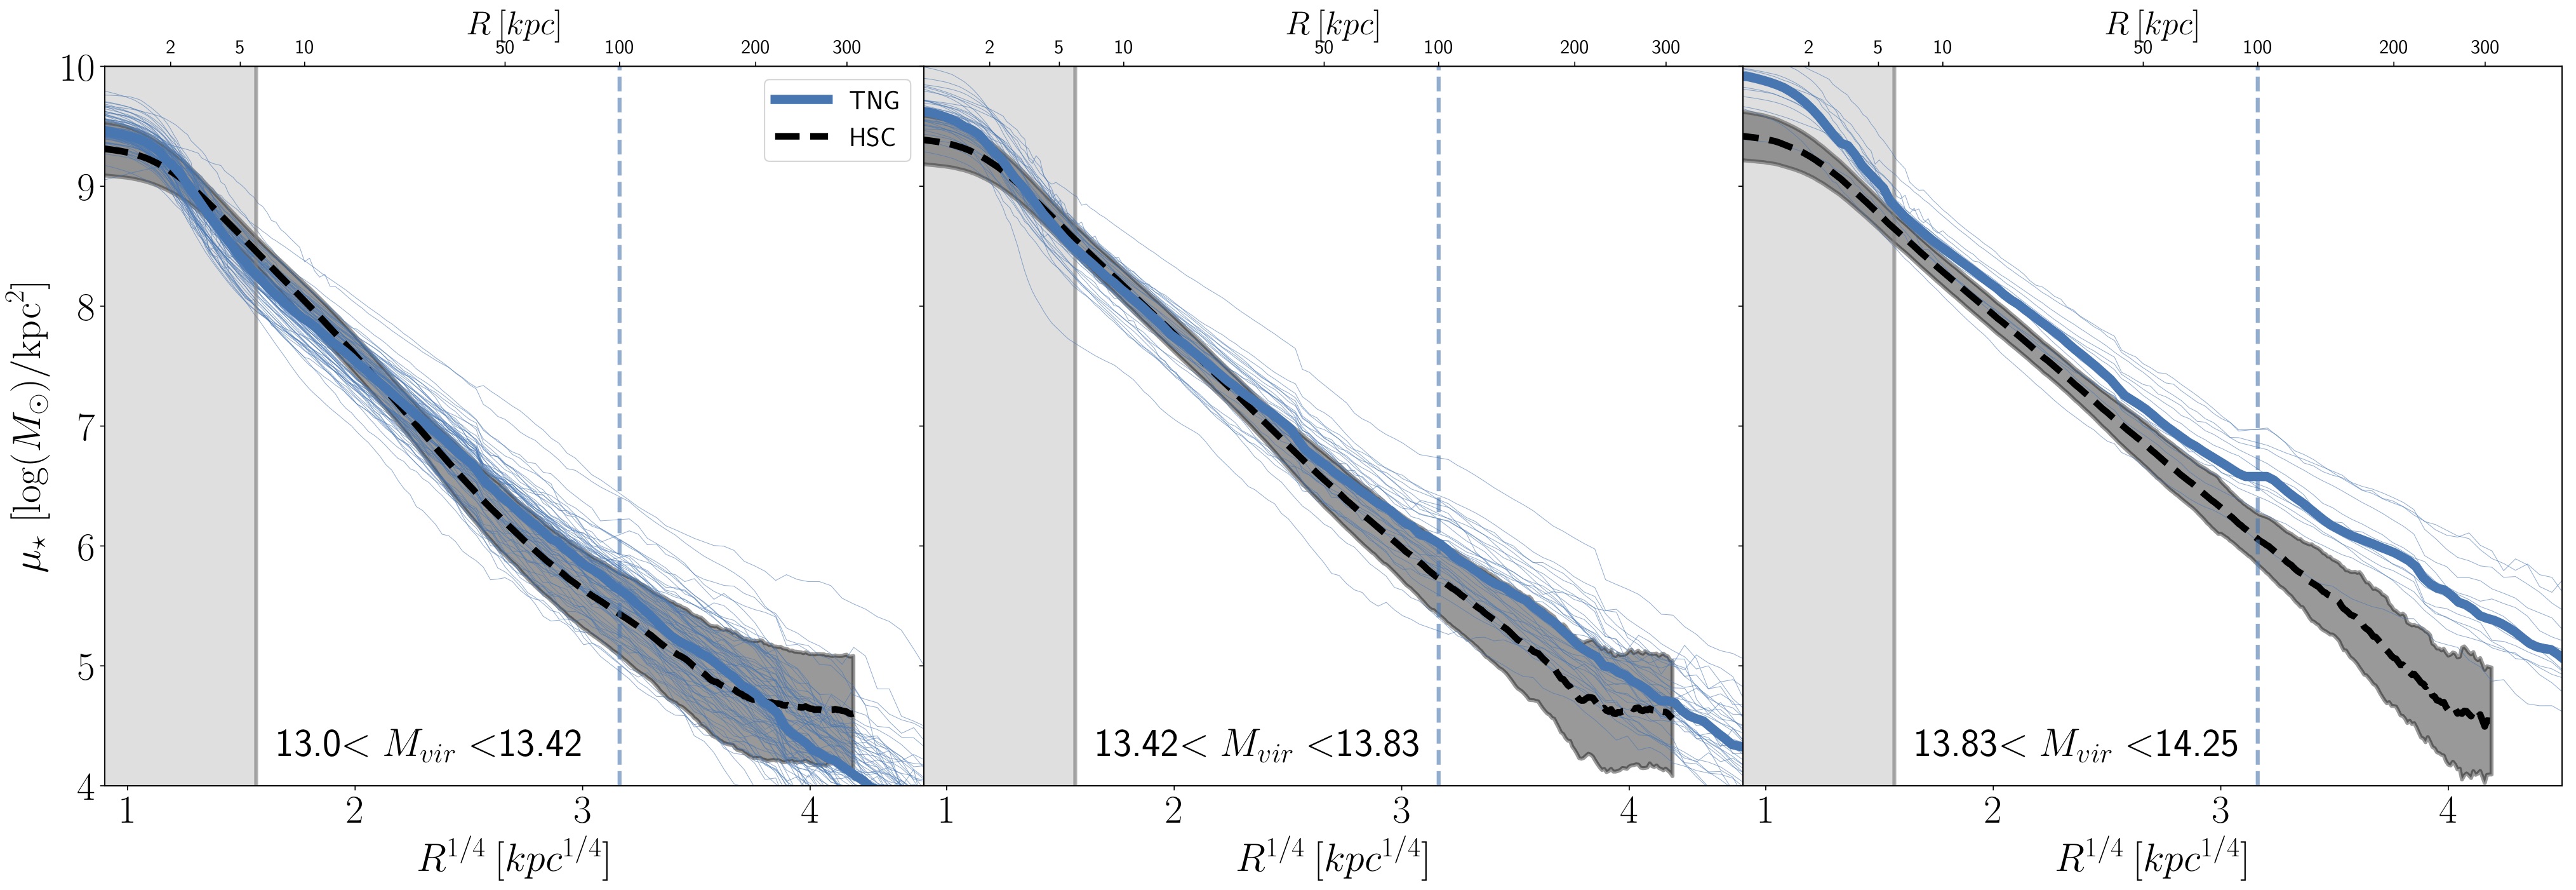 R [kpc] R [kpc] R [kpc]
2 5 10 50 100 200 300 2 5 10 50 100 200 300 2 5 10 50 100 200 300
10
9
8
7
6
5
4
μ⋆ [log(M⊙)/kpc²]
TNG
HSC
13.0< Mvir <13.42 13.42< Mvir <13.83 13.83< Mvir <14.25
1 2 3 4 1 2 3 4 1 2 3 4
R^1/4 [kpc^1/4] R^1/4 [kpc^1/4] R^1/4 [kpc^1/4]